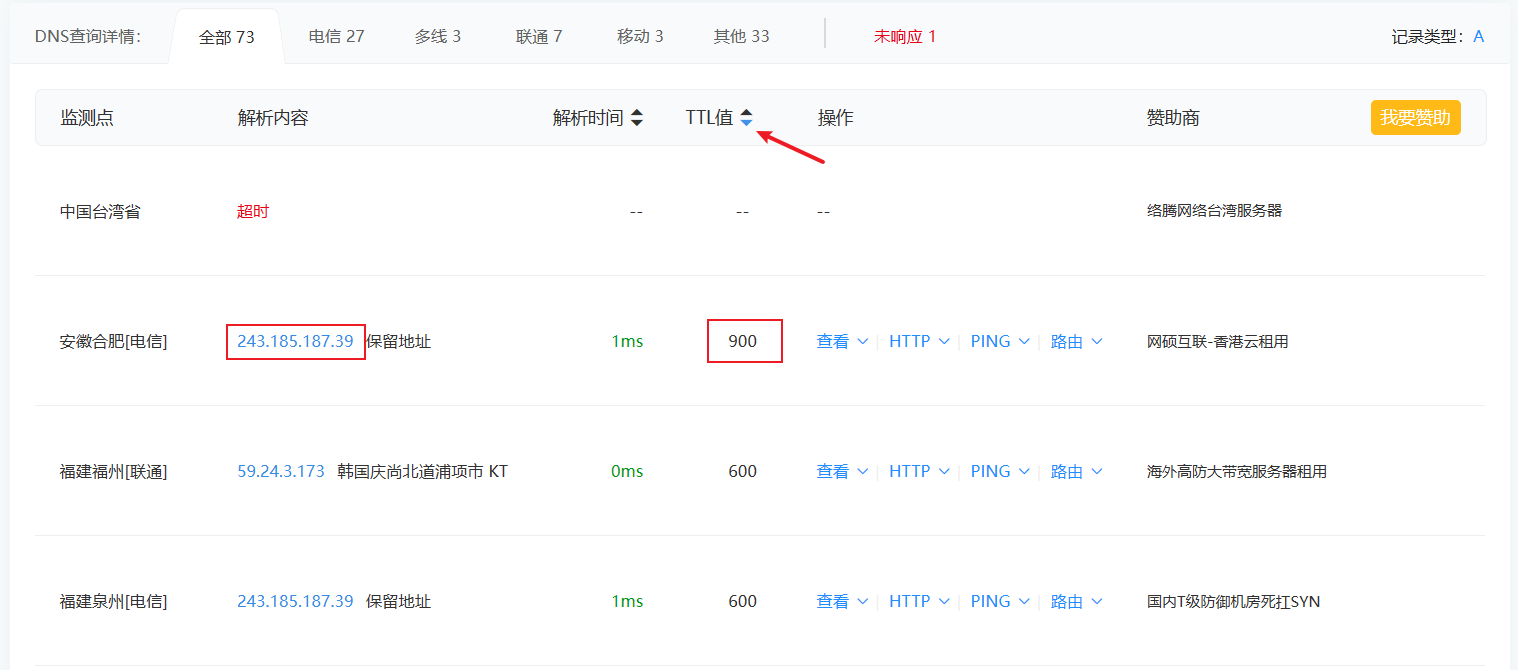 DNS查询详情： 全部 73 电信 27 多线 3 联通 7 移动 3 其他 33 未响应 1 记录类型： A
监测点 解析内容 解析时间 TTL值 操作 赞助商 我要赞助
中国台湾省 超时 -- -- -- 络腾网络台湾服务器
安徽合肥[电信] 243.185.187.39 保留地址 1ms 900 查看 HTTP PING 路由 网硕互联-香港云租用
福建福州[联通] 59.24.3.173 韩国庆尚北道浦项市 KT 0ms 600 查看 HTTP PING 路由 海外高防大带宽服务器租用
福建泉州[电信] 243.185.187.39 保留地址 1ms 600 查看 HTTP PING 路由 国内T级防御机房死扛SYN